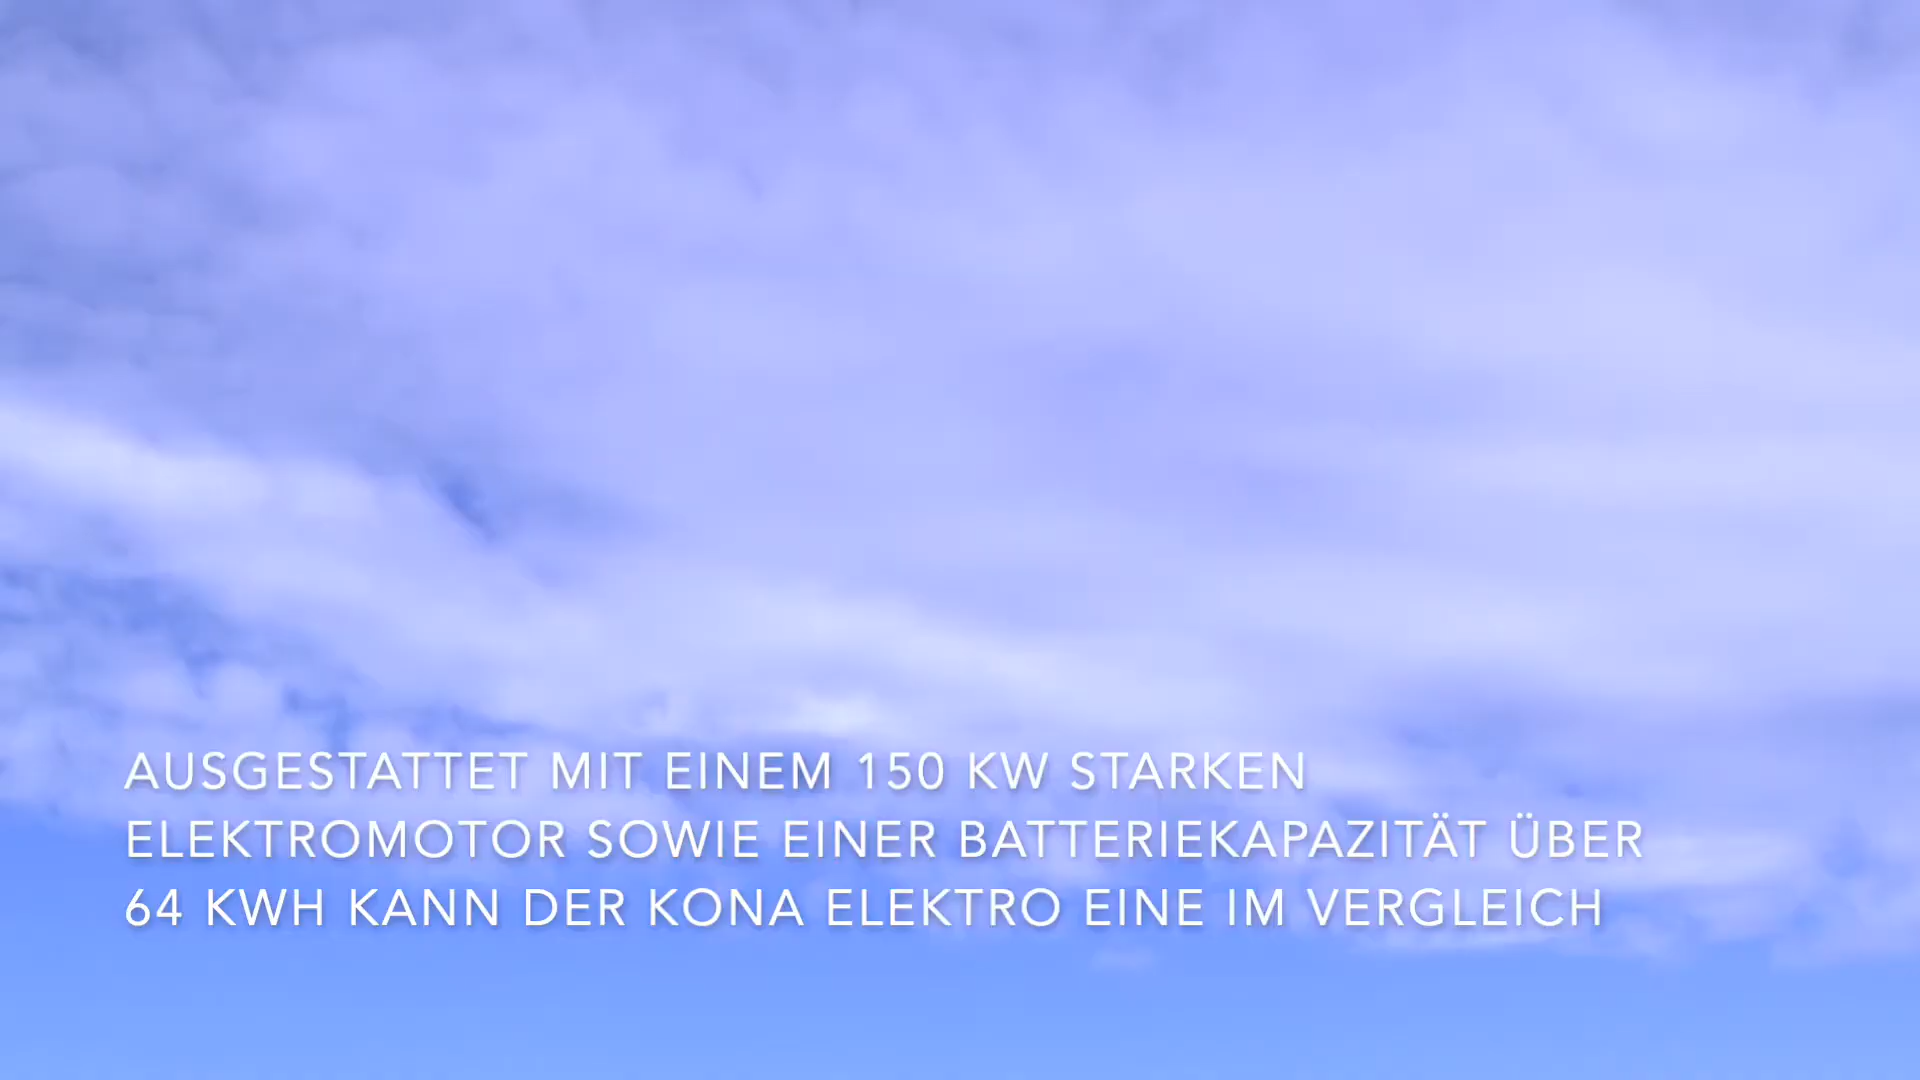 AUSGESTATTET MIT EINEM 150 KW STARKEN
ELEKTROMOTOR SOWIE EINER BATTERIEKAPAZITÄT ÜBER
64 KWH KANN DER KONA ELEKTRO EINE IM VERGLEICH